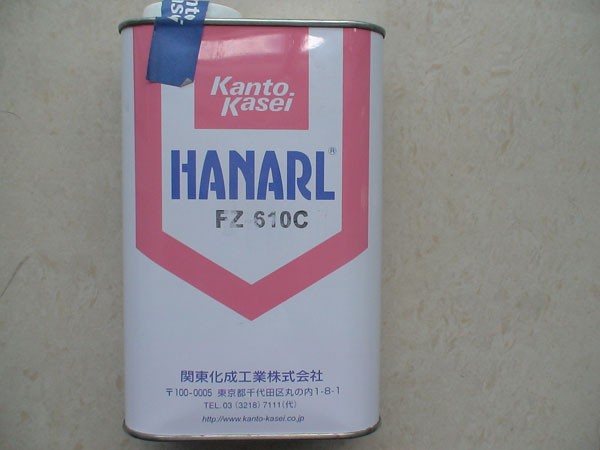 Kanto
Kasei
HANARL®
FZ-610C
関東化成工業株式会社
〒100-0005 東京都千代田区丸の内1-8-1
TEL. 03 (3218) 7111 (代)
http://www.kanto-kasei.co.jp